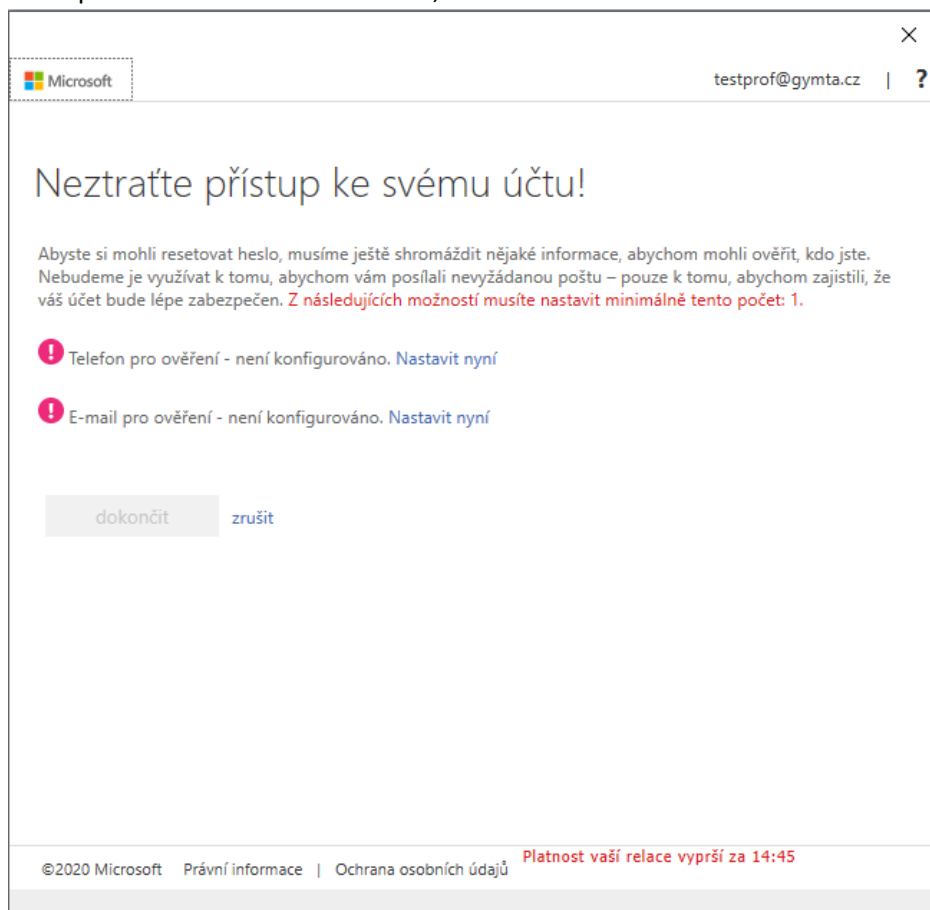 Microsoft
testprof@gymta.cz | ?
Neztraťte přístup ke svému účtu!
Abyste si mohli resetovat heslo, musíme ještě shromáždit nějaké informace, abychom mohli ověřit, kdo jste.
Nebudeme je využívat k tomu, abychom vám posílali nevyžádanou poštu – pouze k tomu, abychom zajistili, že
váš účet bude lépe zabezpečen. Z následujících možností musíte nastavit minimálně tento počet: 1.
Telefon pro ověření - není konfigurováno. Nastavit nyní
E-mail pro ověření - není konfigurováno. Nastavit nyní
dokončit zrušit
Platnost vaší relace vyprší za 14:45
©2020 Microsoft Právní informace | Ochrana osobních údajů